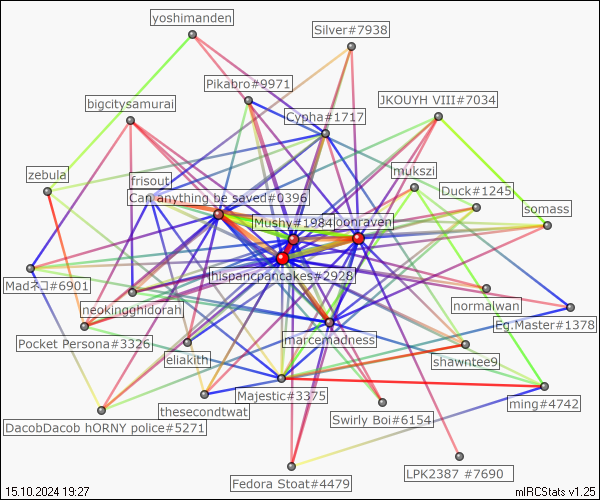 yoshimanden
Silver#7938
Pikabro#9971
JKOUYH VIII#7034
bigcitysamurai
Cypha#1717
zebula
frisout
mukszi
Duck#1245
Can anything be saved#0396
somass
Mushy#1984
loonraven
hispancpancakes#2928
Madネコ#6901
neokingghidorah
normalwan
Eg.Master#1378
Pocket Persona#3326
marcemadness
eliakith
shawntee9
Majestic#3375
ming#4742
thesecondtwat
Swirly Boi#6154
DacobDacob hORNY police#5271
Fedora Stoat#4479
LPK2387 #7690
15.10.2024 19:27
mIRCStats v1.25